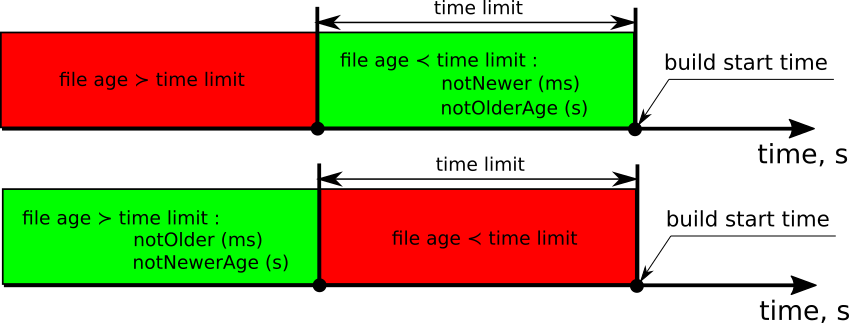 time limit
file age ≻ time limit
file age ≺ time limit :
notNewer (ms)
notOlderAge (s)
build start time
time, s
time limit
file age ≻ time limit :
notOlder (ms)
notNewerAge (s)
file age ≺ time limit
build start time
time, s